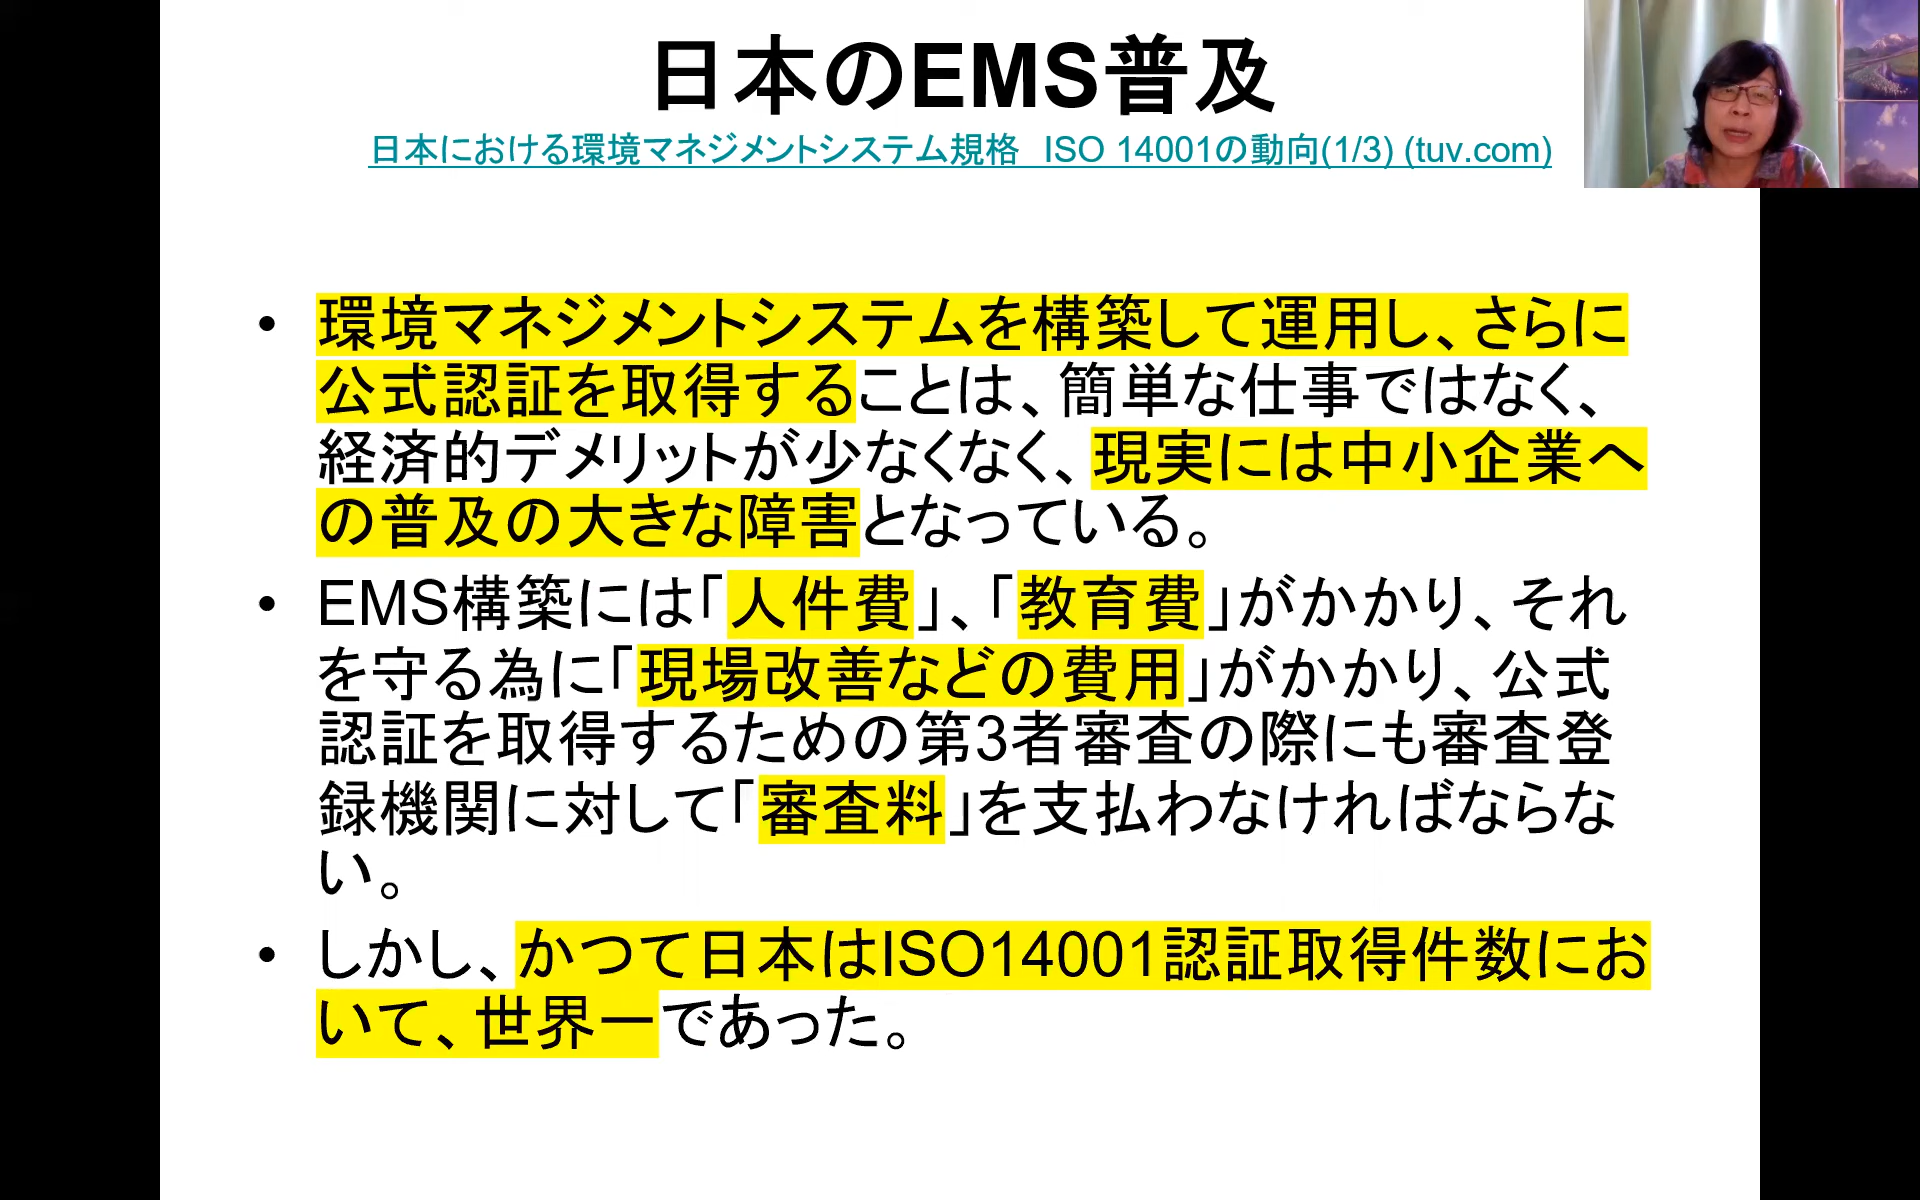 日本のEMS普及
日本における環境マネジメントシステム規格　ISO 14001の動向(1/3) (tuv.com)
• 環境マネジメントシステムを構築して運用し、さらに
公式認証を取得することは、簡単な仕事ではなく、
経済的デメリットが少なくなく、現実には中小企業へ
の普及の大きな障害となっている。
• EMS構築には「人件費」、「教育費」がかかり、それ
を守る為に「現場改善などの費用」がかかり、公式
認証を取得するための第3者審査の際にも審査登
録機関に対して「審査料」を支払わなければならな
い。
• しかし、かつて日本はISO14001認証取得件数にお
いて、世界一であった。